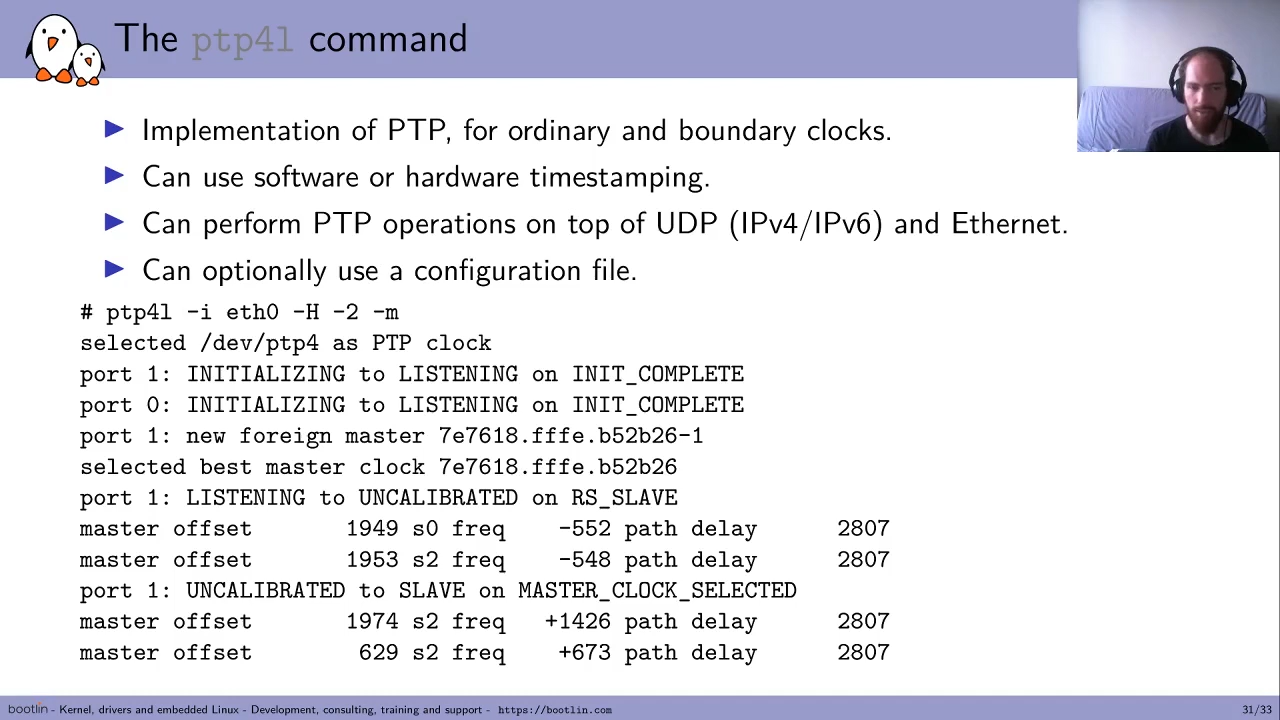 The ptp4l command
Implementation of PTP, for ordinary and boundary clocks.
Can use software or hardware timestamping.
Can perform PTP operations on top of UDP (IPv4/IPv6) and Ethernet.
Can optionally use a configuration file.
# ptp4l -i eth0 -H -2 -m
selected /dev/ptp4 as PTP clock
port 1: INITIALIZING to LISTENING on INIT_COMPLETE
port 0: INITIALIZING to LISTENING on INIT_COMPLETE
port 1: new foreign master 7e7618.fffe.b52b26-1
selected best master clock 7e7618.fffe.b52b26
port 1: LISTENING to UNCALIBRATED on RS_SLAVE
master offset 1949 s0 freq -552 path delay 2807
master offset 1953 s2 freq -548 path delay 2807
port 1: UNCALIBRATED to SLAVE on MASTER_CLOCK_SELECTED
master offset 1974 s2 freq +1426 path delay 2807
master offset 629 s2 freq +673 path delay 2807
bootlin - Kernel, drivers and embedded Linux - Development, consulting, training and support - https://bootlin.com 31/33